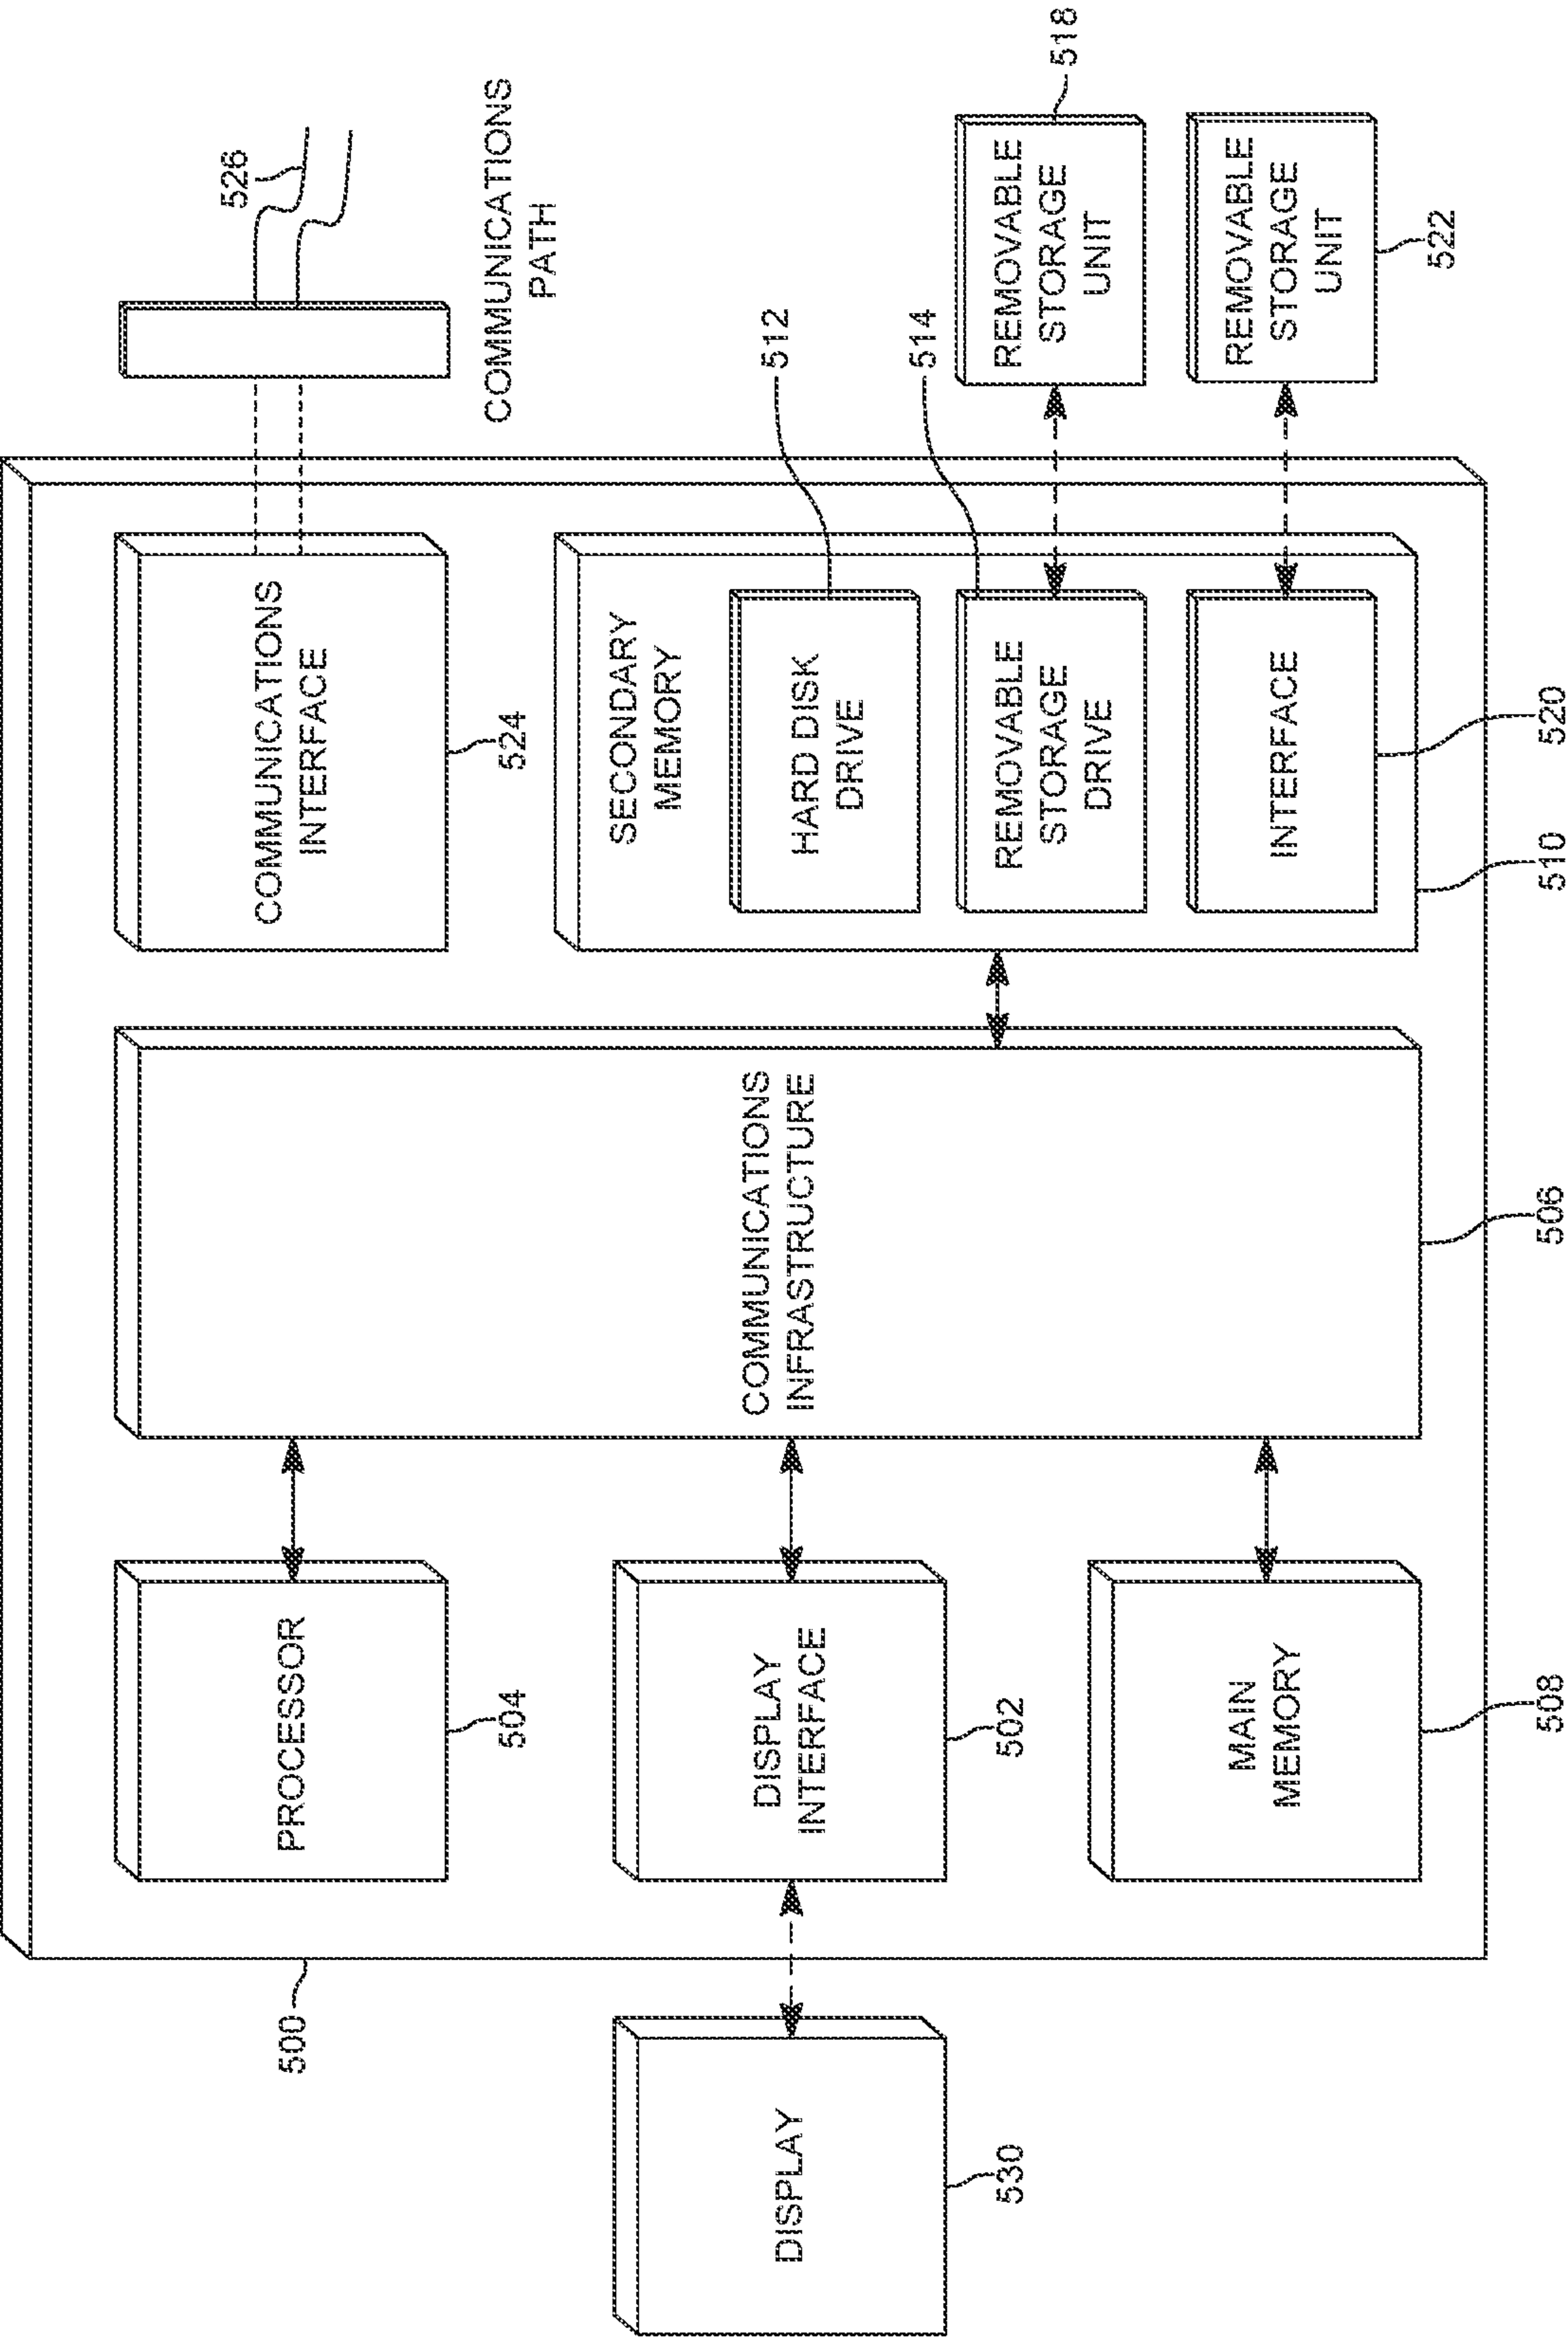 500
PROCESSOR
504
DISPLAY
530
DISPLAY
INTERFACE
502
MAIN
MEMORY
508
COMMUNICATIONS
INFRASTRUCTURE
506
COMMUNICATIONS
INTERFACE
524
526
COMMUNICATIONS
PATH
SECONDARY
MEMORY
510
HARD DISK
DRIVE
512
REMOVABLE
STORAGE
DRIVE
514
REMOVABLE
STORAGE
UNIT
518
INTERFACE
520
REMOVABLE
STORAGE
UNIT
522